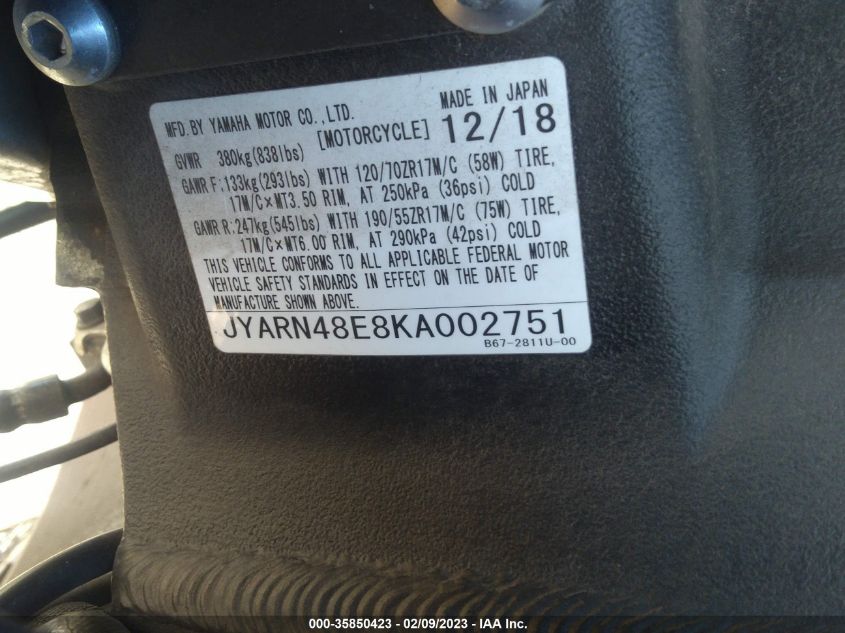 MFD. BY YAMAHA MOTOR CO.,LTD.
MADE IN JAPAN
[MOTORCYCLE] 12/18
GVWR 380kg(838lbs)
GAWR F:133kg(293lbs) WITH 120/70ZR17M/C (58W) TIRE,
17M/C×MT3.50 RIM, AT 250kPa (36psi) COLD
GAWR R:247kg(545lbs) WITH 190/55ZR17M/C (75W) TIRE,
17M/C×MT6.00 RIM, AT 290kPa (42psi) COLD
THIS VEHICLE CONFORMS TO ALL APPLICABLE FEDERAL MOTOR
VEHICLE SAFETY STANDARDS IN EFFECT ON THE DATE OF
MANUFACTURE SHOWN ABOVE.
JYARN48E8KA002751
B67-2811U-00
000-35850423 - 02/09/2023 - IAA Inc.